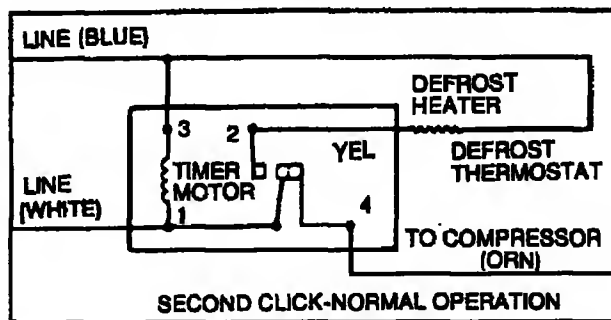 LINE (BLUE)
DEFROST
HEATER
3
2
YEL
DEFROST
THERMOSTAT
TIMER
MOTOR
LINE
(WHITE)
1
4
TO COMPRESSOR
(ORN)
SECOND CLICK-NORMAL OPERATION